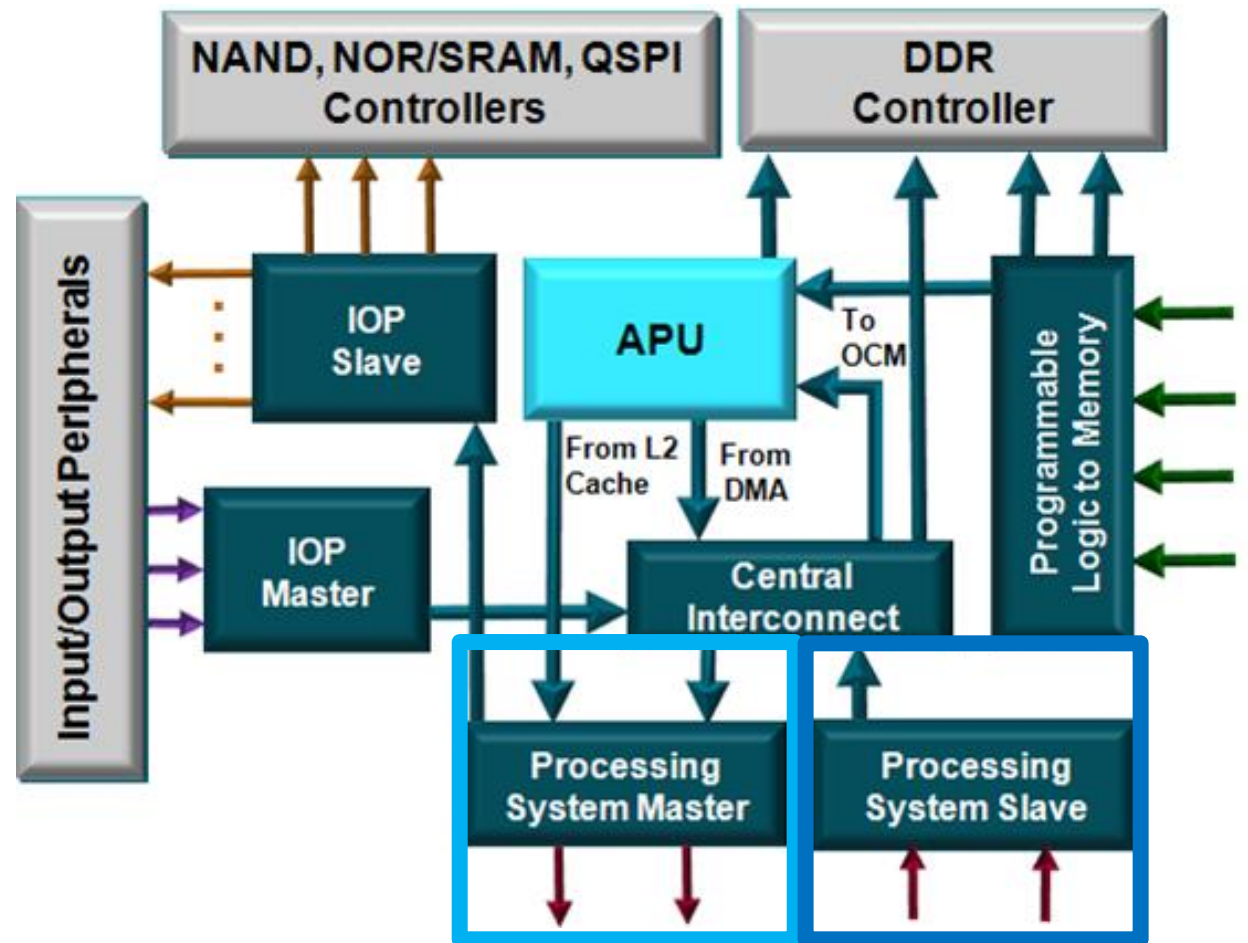 NAND, NOR/SRAM, QSPI
Controllers
DDR
Controller
Input/Output Perlpherals
IOP
Slave
APU
To
OCM
Programmable
Logic to Memory
From L2
Cache
From
DMA
IOP
Master
Central
Interconnect
Processing
System Master
Processing
System Slave